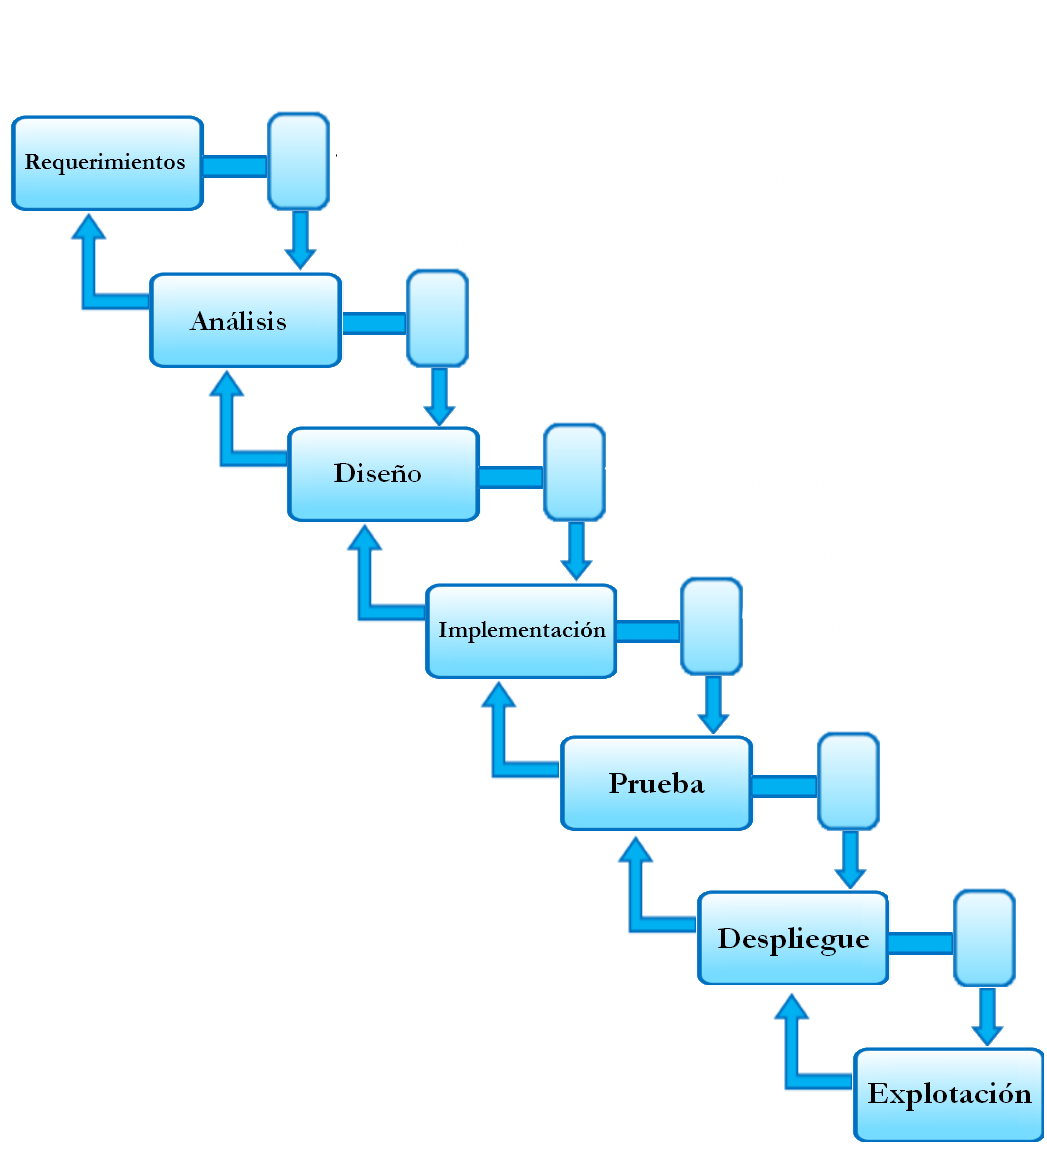 Requerimientos
Análisis
Diseño
Implementación
Prueba
Despliegue
Explotación